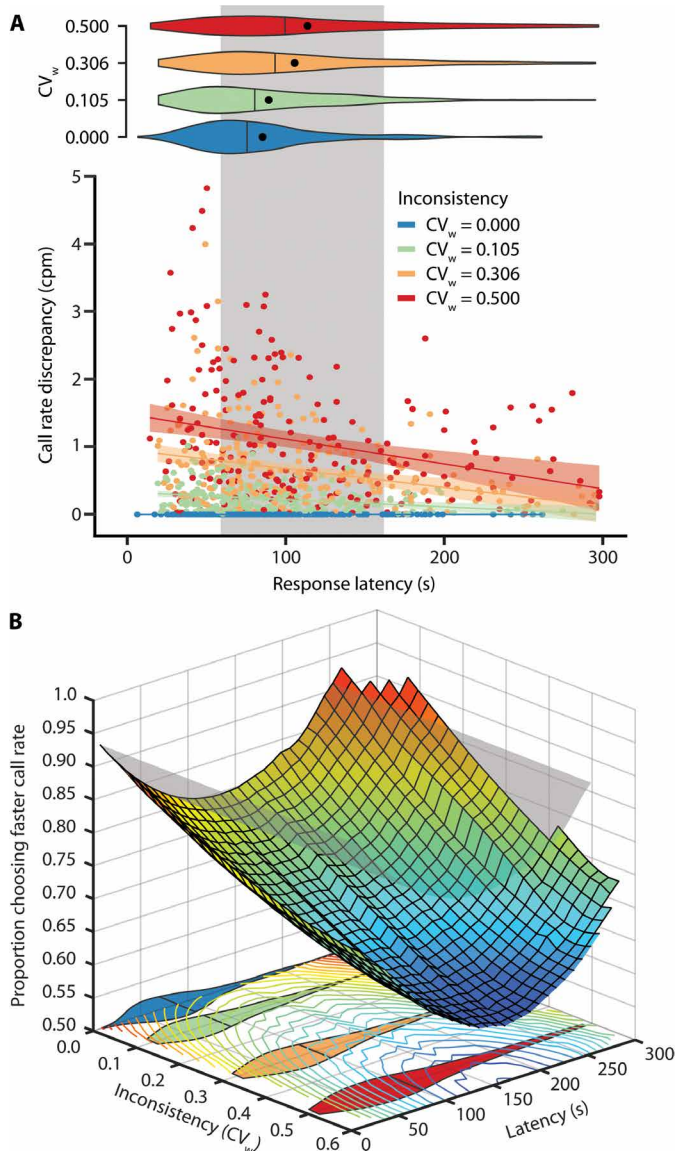 A
CVw
0.500
0.306
0.105
0.000
Call rate discrepancy (cpm)
5
4
3
2
1
0
Inconsistency
CVw = 0.000
CVw = 0.105
CVw = 0.306
CVw = 0.500
0 100 200 300
Response latency (s)
B
Proportion choosing faster call rate
1.0
0.95
0.90
0.85
0.80
0.75
0.70
0.65
0.60
0.55
0.50
0.0
0.1
0.2
0.3
0.4
0.5
0.6
Inconsistency (CVw)
0
50
100
150
200
250
300
Latency (s)